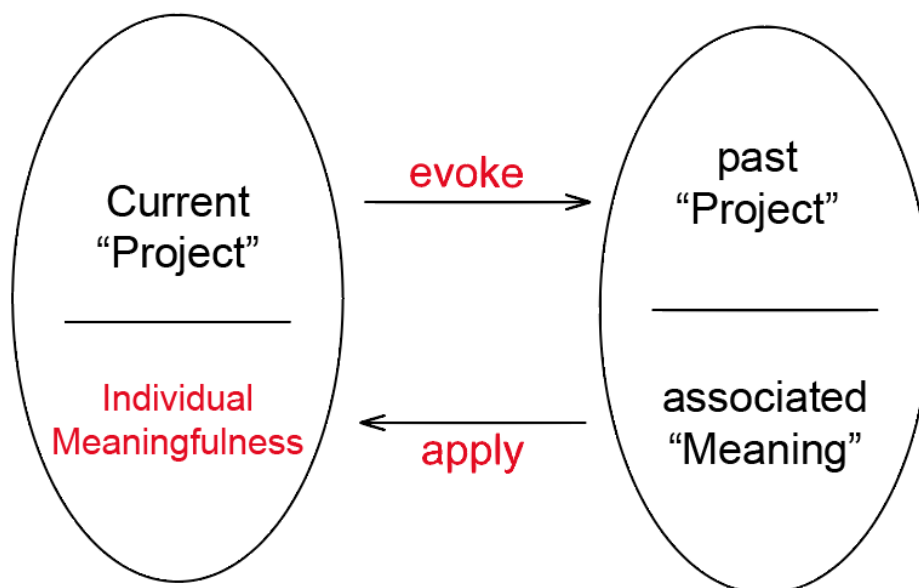 Current
“Project”
Individual
Meaningfulness
evoke
apply
past
“Project”
associated
“Meaning”